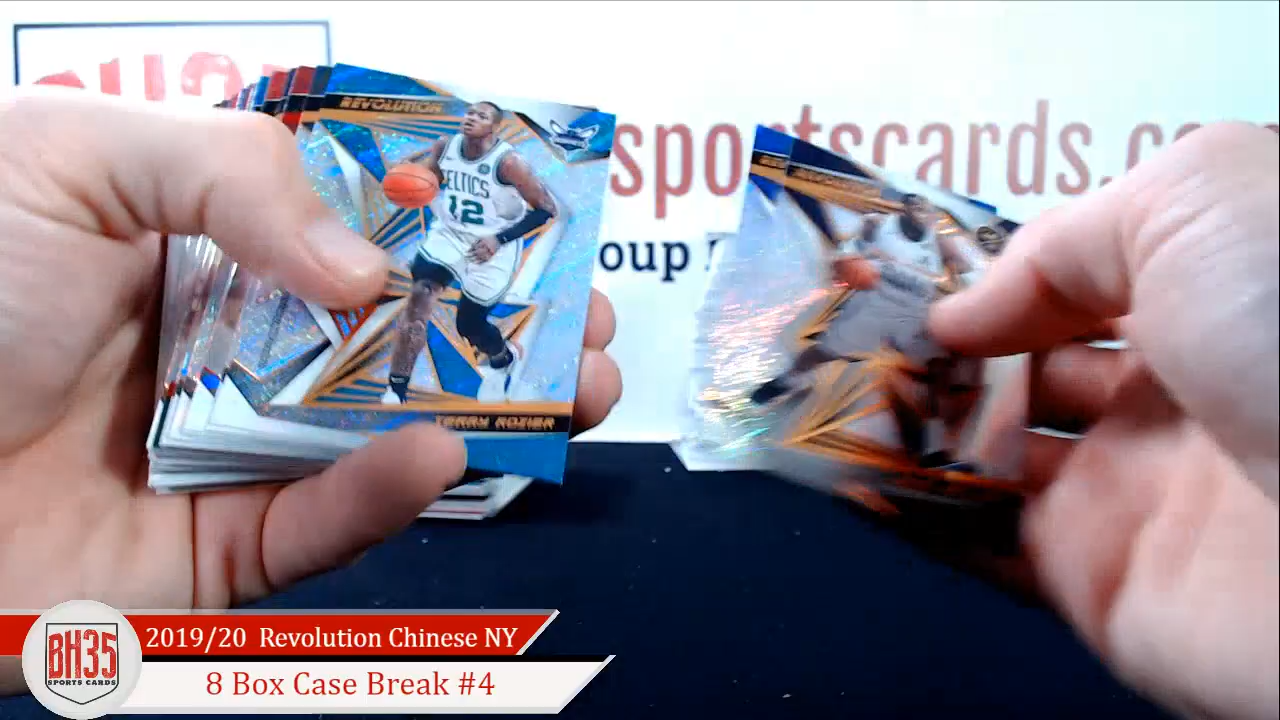 REVOLUTION
CELTICS
12
TERRY ROZIER
sportscards.c
oup
BH35
SPORTS CARDS
2019/20 Revolution Chinese NY
8 Box Case Break #4